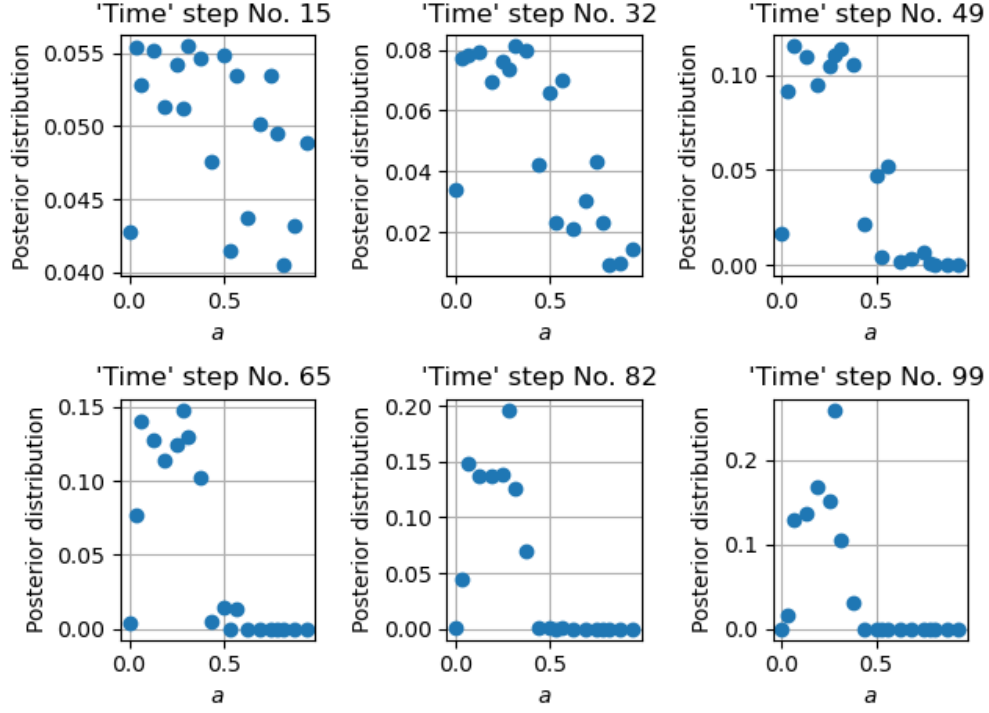 'Time' step No. 15
'Time' step No. 32
'Time' step No. 49
Posterior distribution
0.055
0.050
0.045
0.040
0.0
0.5
a
Posterior distribution
0.08
0.06
0.04
0.02
0.0
0.5
a
Posterior distribution
0.10
0.05
0.00
0.0
0.5
a
'Time' step No. 65
'Time' step No. 82
'Time' step No. 99
Posterior distribution
0.15
0.10
0.05
0.00
0.0
0.5
a
Posterior distribution
0.20
0.15
0.10
0.05
0.00
0.0
0.5
a
Posterior distribution
0.2
0.1
0.0
0.0
0.5
a